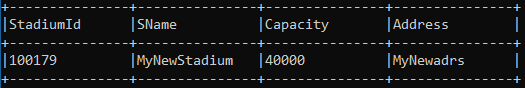 +---------------+---------------+---------------+---------------+
|StadiumId      |SName          |Capacity       |Address        |
+---------------+---------------+---------------+---------------+
|100179         |MyNewStadium   |40000          |MyNewadrs      |
+---------------+---------------+---------------+---------------+